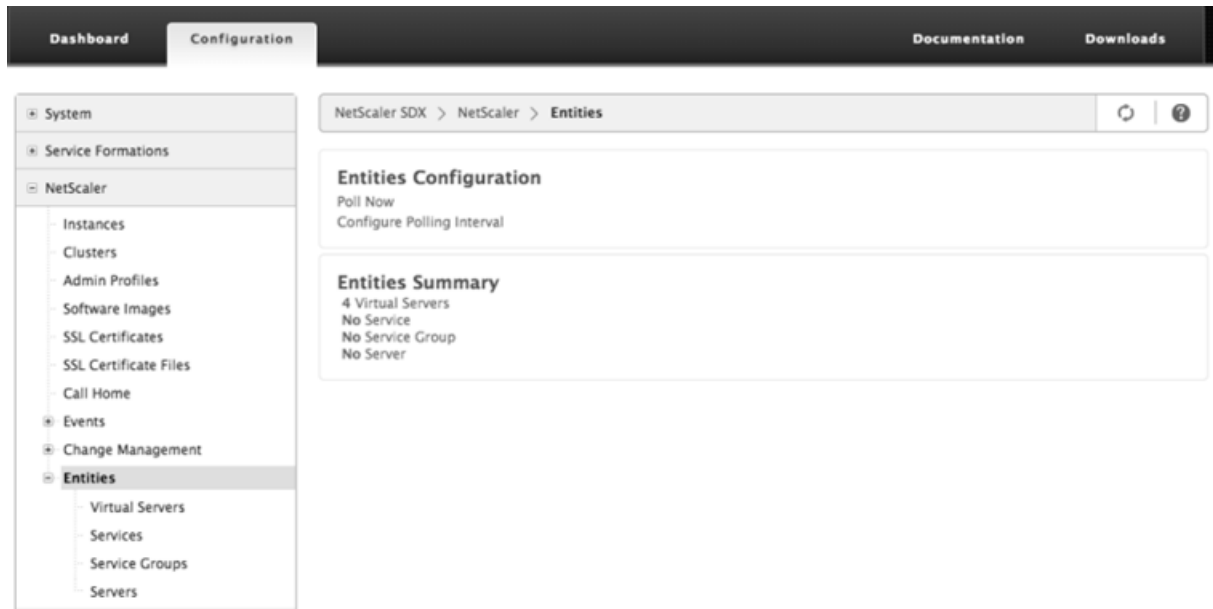 Dashboard
Configuration
Documentation
Downloads
System
Service Formations
NetScaler
Instances
Clusters
Admin Profiles
Software Images
SSL Certificates
SSL Certificate Files
Call Home
Events
Change Management
Entities
Virtual Servers
Services
Service Groups
Servers
NetScaler SDX > NetScaler > Entities
Entities Configuration
Poll Now
Configure Polling Interval
Entities Summary
4 Virtual Servers
No Service
No Service Group
No Server